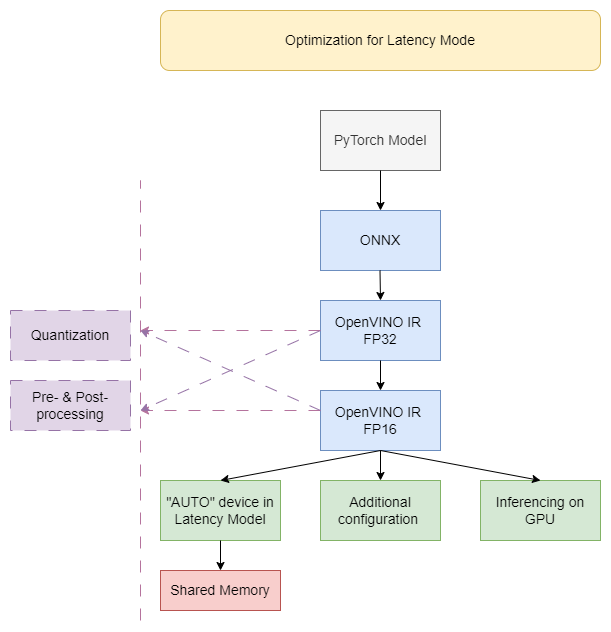 Optimization for Latency Mode
PyTorch Model
ONNX
OpenVINO IR
FP32
Quantization
Pre- & Post-
processing
OpenVINO IR
FP16
"AUTO" device in
Latency Model
Additional
configuration
Inferencing on
GPU
Shared Memory